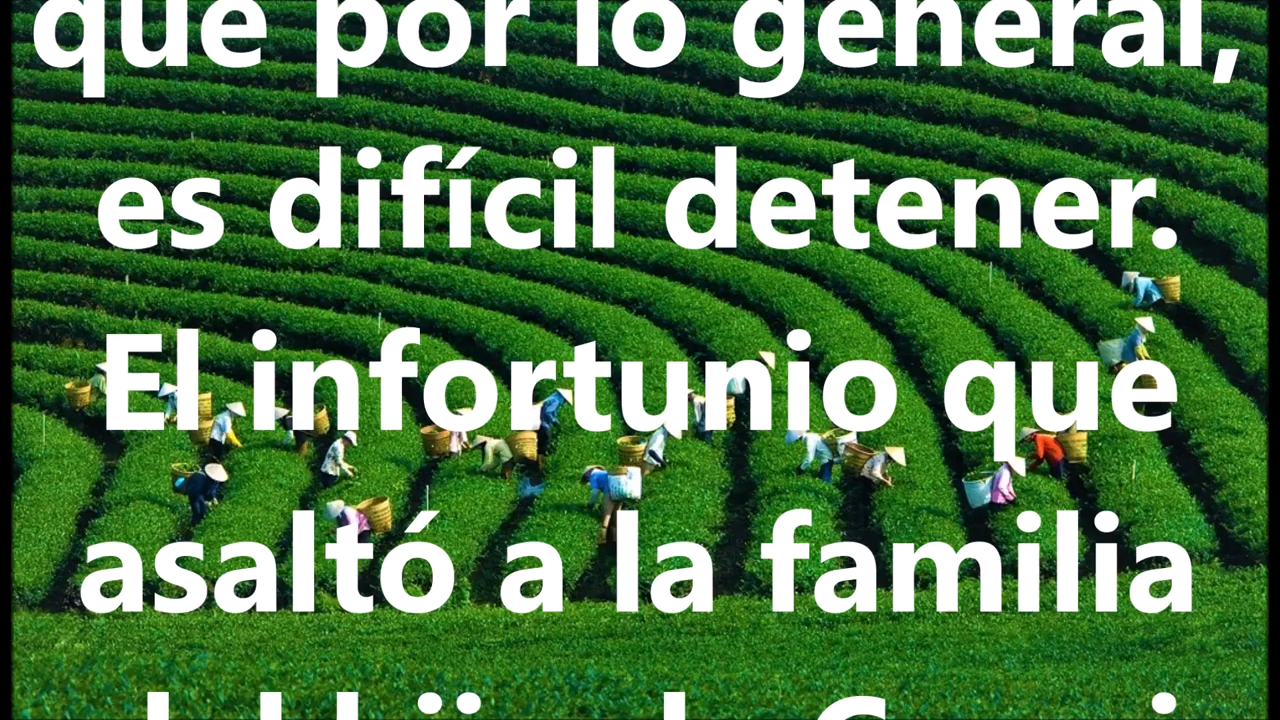 que por lo general,
es difícil detener.
El infortunio que
asaltó a la familia